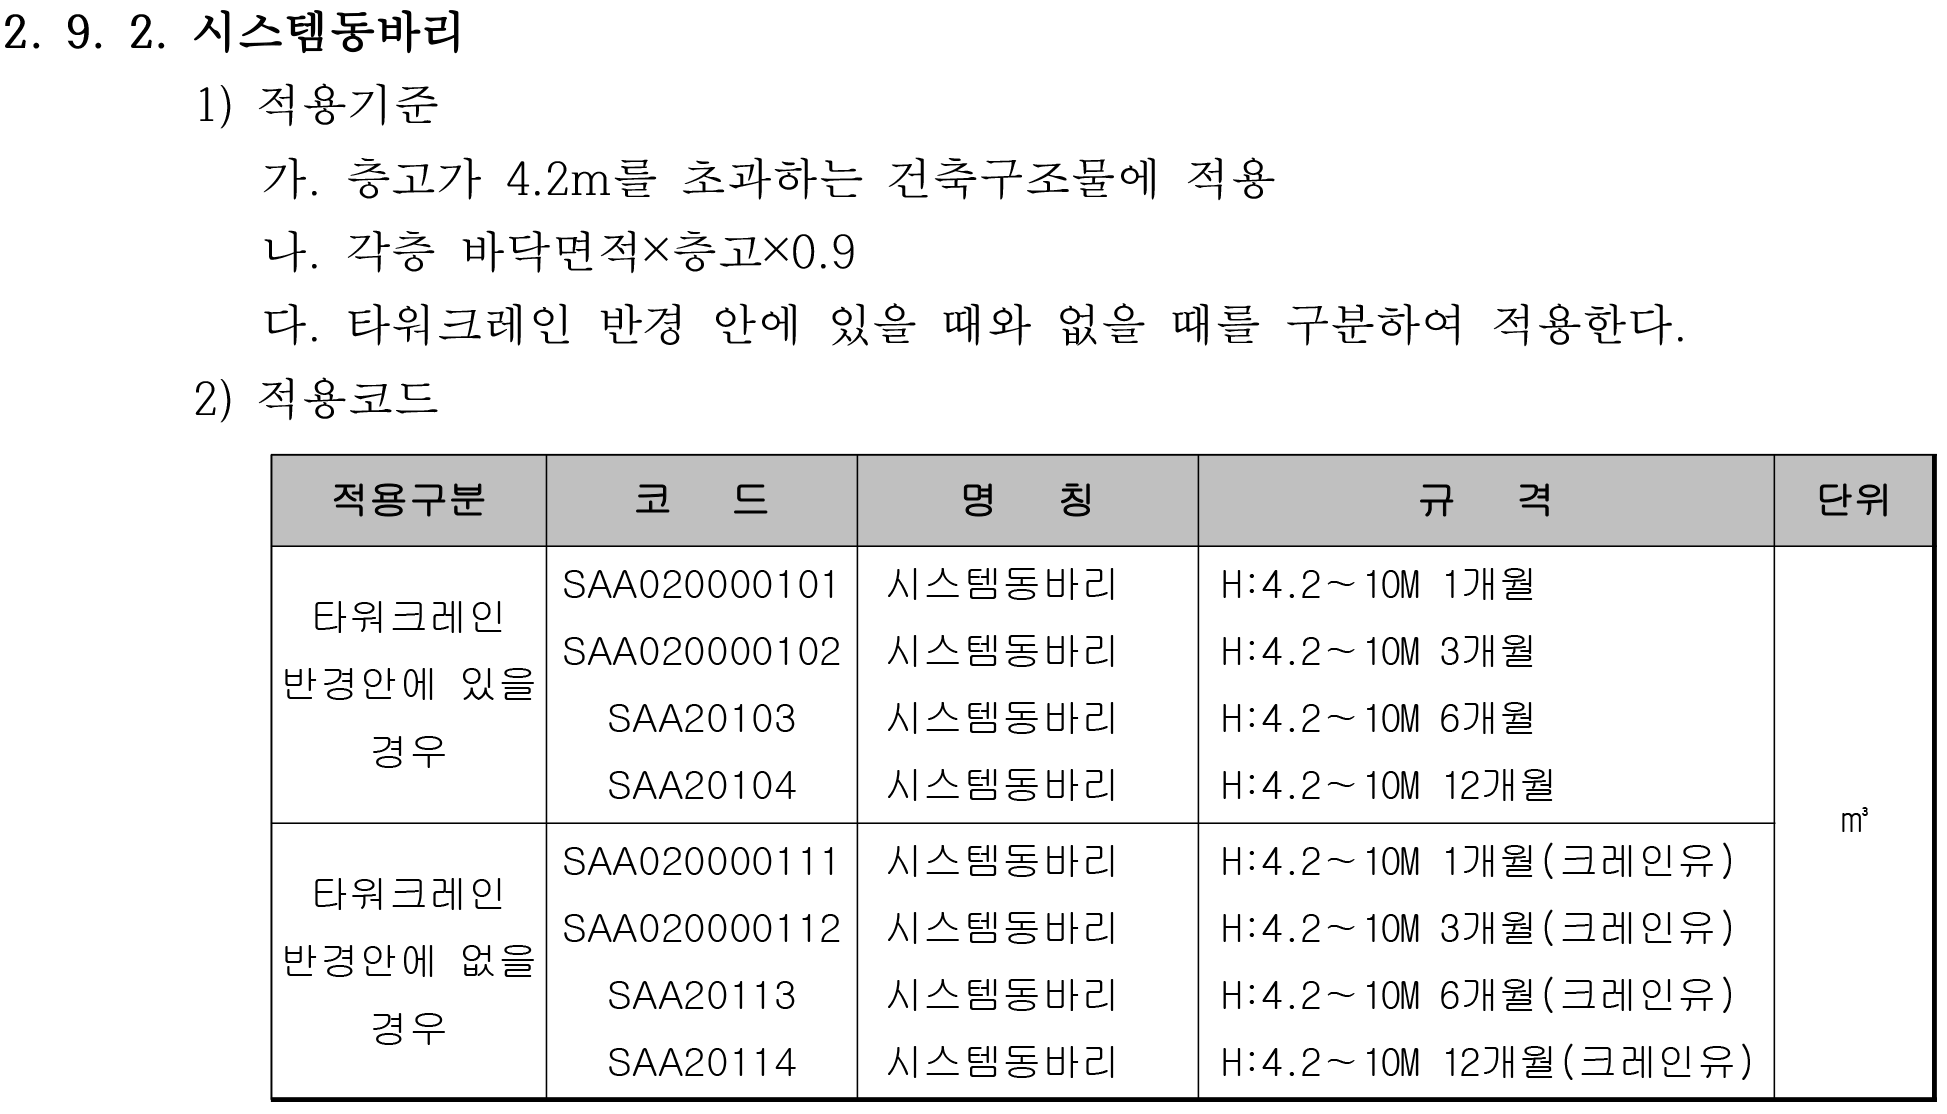 2. 9. 2. 시스템동바리
1) 적용기준
가. 층고가 4.2m를 초과하는 건축구조물에 적용
나. 각층 바닥면적×층고×0.9
다. 타워크레인 반경 안에 있을 때와 없을 때를 구분하여 적용한다.
2) 적용코드
적용구분 코 드 명 칭 규 격 단위
타워크레인
반경안에 있을
경우
SAA020000101 시스템동바리 H:4.2～10M 1개월
SAA020000102 시스템동바리 H:4.2～10M 3개월
SAA20103 시스템동바리 H:4.2～10M 6개월
SAA20104 시스템동바리 H:4.2～10M 12개월
㎥
타워크레인
반경안에 없을
경우
SAA020000111 시스템동바리 H:4.2～10M 1개월(크레인유)
SAA020000112 시스템동바리 H:4.2～10M 3개월(크레인유)
SAA20113 시스템동바리 H:4.2～10M 6개월(크레인유)
SAA20114 시스템동바리 H:4.2～10M 12개월(크레인유)